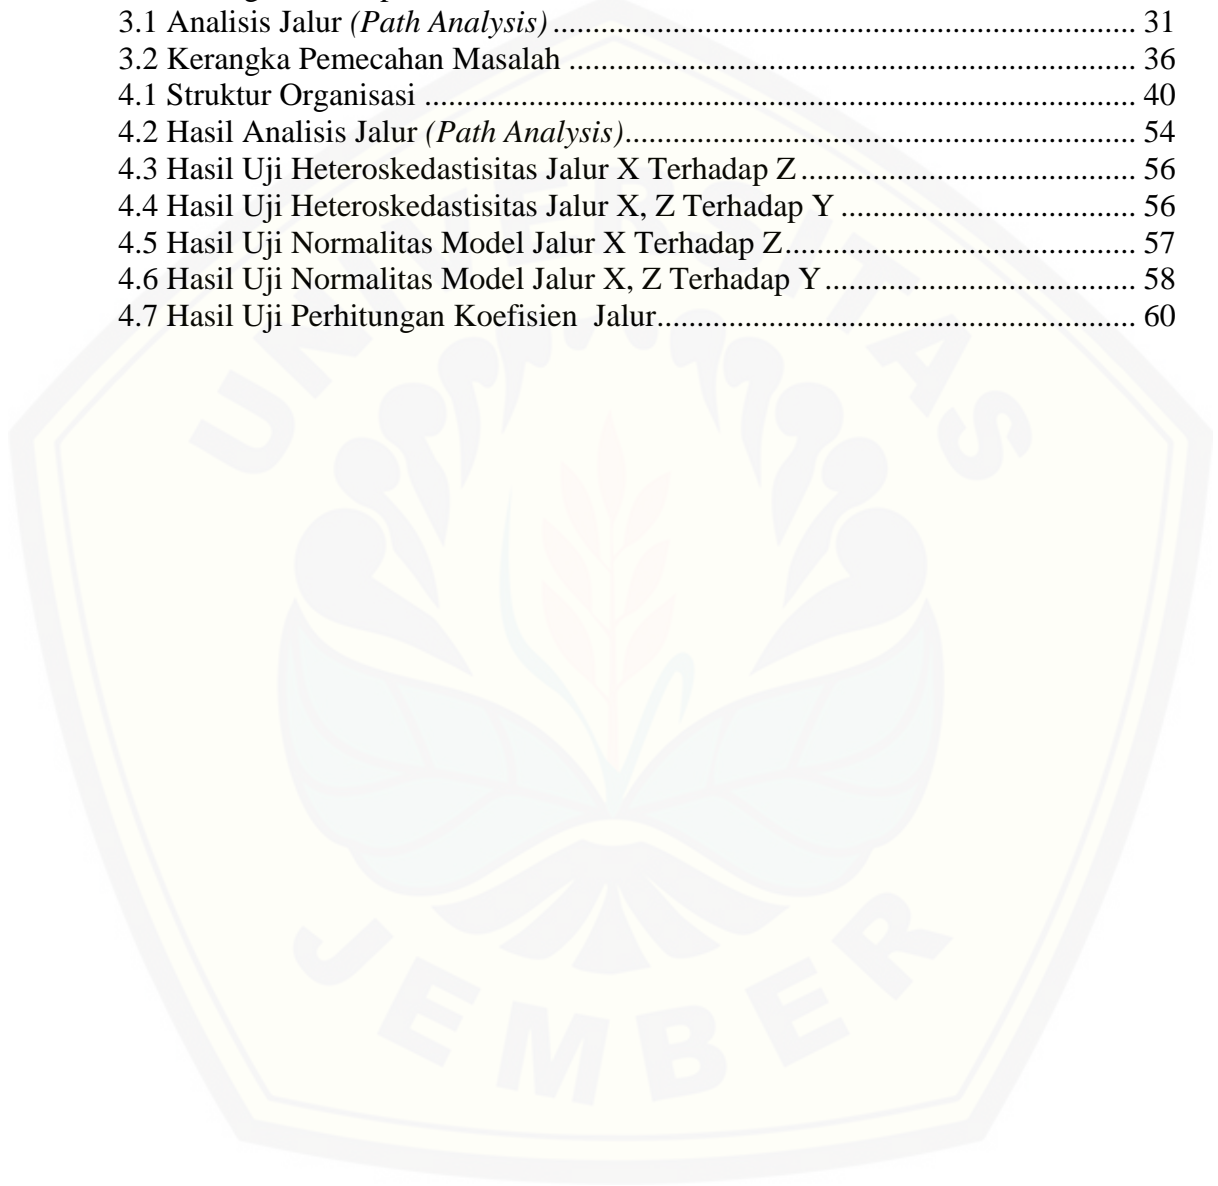 3.1 Analisis Jalur (Path Analysis) ........................................................................ 31
3.2 Kerangka Pemecahan Masalah ...................................................................... 36
4.1 Struktur Organisasi ........................................................................................ 40
4.2 Hasil Analisis Jalur (Path Analysis)............................................................... 54
4.3 Hasil Uji Heteroskedastisitas Jalur X Terhadap Z ......................................... 56
4.4 Hasil Uji Heteroskedastisitas Jalur X, Z Terhadap Y .................................... 56
4.5 Hasil Uji Normalitas Model Jalur X Terhadap Z........................................... 57
4.6 Hasil Uji Normalitas Model Jalur X, Z Terhadap Y ...................................... 58
4.7 Hasil Uji Perhitungan Koefisien  Jalur........................................................... 60
UNIVERSITAS
JEMBER